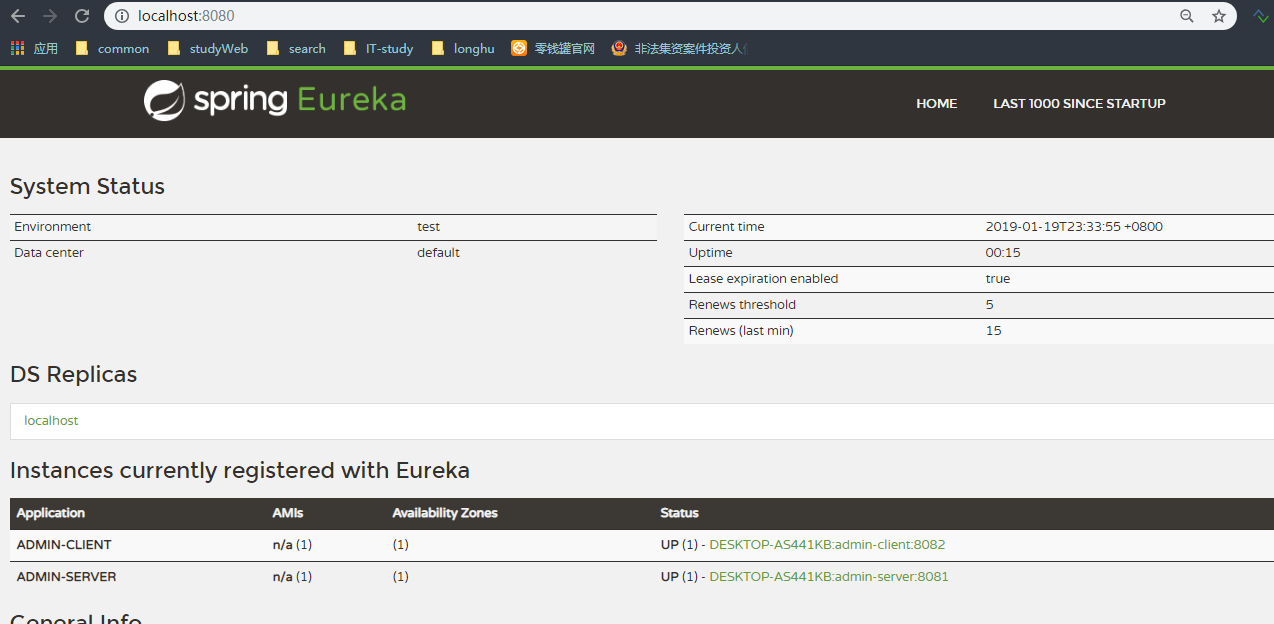 localhost:8080
应用 common studyWeb search IT-study longhu 零钱罐官网 非法集资案件投资人
spring Eureka
HOME LAST 1000 SINCE STARTUP
System Status
Environment test
Data center default
Current time 2019-01-19T23:33:55 +0800
Uptime 00:15
Lease expiration enabled true
Renews threshold 5
Renews (last min) 15
DS Replicas
localhost
Instances currently registered with Eureka
Application AMIs Availability Zones Status
ADMIN-CLIENT n/a (1) (1) UP (1) - DESKTOP-AS441KB:admin-client:8082
ADMIN-SERVER n/a (1) (1) UP (1) - DESKTOP-AS441KB:admin-server:8081
General Info